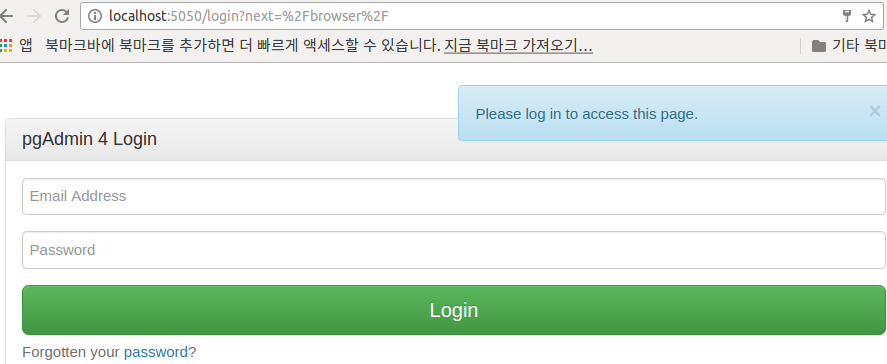 localhost:5050/login?next=%2Fbrowser%2F
앱 북마크바에 북마크를 추가하면 더 빠르게 액세스할 수 있습니다. 지금 북마크 가져오기... 기타 북마
Please log in to access this page. ×
pgAdmin 4 Login
Email Address
Password
Login
Forgotten your password?